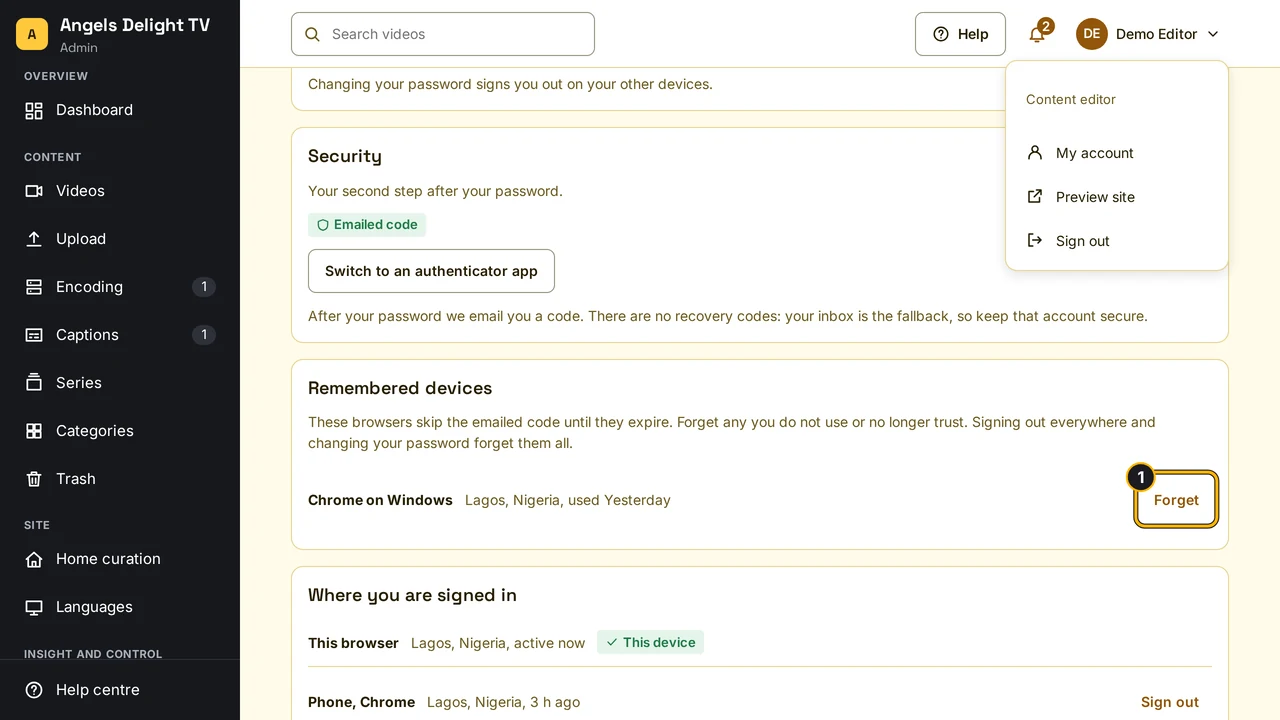 A
Angels Delight TV
Admin
OVERVIEW
Dashboard
CONTENT
Videos
Upload
Encoding 1
Captions 1
Series
Categories
Trash
SITE
Home curation
Languages
INSIGHT AND CONTROL
Help centre
Search videos
Help
2
DE Demo Editor
Content editor
My account
Preview site
Sign out
Changing your password signs you out on your other devices.
Security
Your second step after your password.
Emailed code
Switch to an authenticator app
After your password we email you a code. There are no recovery codes: your inbox is the fallback, so keep that account secure.
Remembered devices
These browsers skip the emailed code until they expire. Forget any you do not use or no longer trust. Signing out everywhere and
changing your password forget them all.
1
Chrome on Windows Lagos, Nigeria, used Yesterday Forget
Where you are signed in
This browser Lagos, Nigeria, active now This device
Phone, Chrome Lagos, Nigeria, 3 h ago Sign out